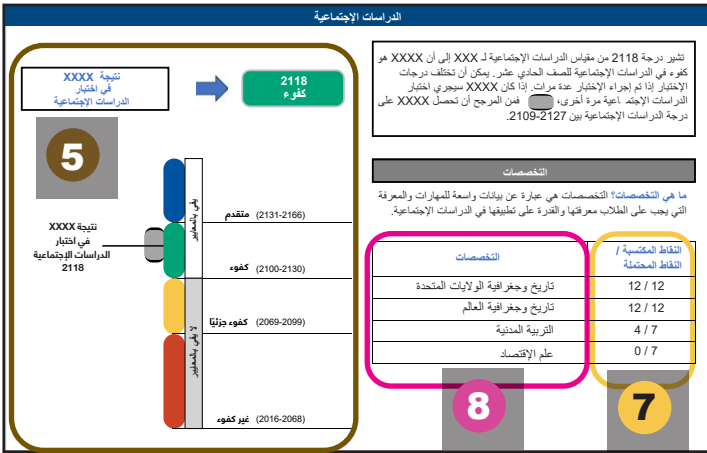 الدراسات الإجتماعية
تشير درجة 2118 من مقياس الدراسات الإجتماعية لـ XXX إلى أن XXXX هو
كفوء في الدراسات الإجتماعية للصف الحادي عشر. يمكن أن تختلف درجات
الإختبار إذا تم إجراء الإختبار عدة مرات. إذا كان XXXX سيجري اختبار
الدراسات الإجتمـ اعية مرة أخرى، فمن المرجح أن تحصل XXXX على
درجة الدراسات الإجتماعية بين 2127-2109.
التخصصات
ما هي التخصصات؟ التخصصات هي عبارة عن بيانات واسعة للمهارات والمعرفة
التي يجب على الطلاب معرفتها والقدرة على تطبيقها في الدراسات الإجتماعية.
النقاط المكتسبة /
النقاط المحتملة
التخصصات
12 / 12
تاريخ وجغرافية الولايات المتحدة
12 / 12
تاريخ وجغرافية العالم
4 / 7
التربية المدنية
0 / 7
علم الإقتصاد
7
8
2118
كفوء
نتيجة XXXX
في اختبار
الدراسات الإجتماعية
5
يفي بالمعايير
لا يفي بالمعايير
متقدم (2131-2166)
كفوء (2100-2130)
كفوء جزئيًا (2069-2099)
غير كفوء (2016-2068)
نتيجة XXXX
في اختبار
الدراسات الإجتماعية
2118